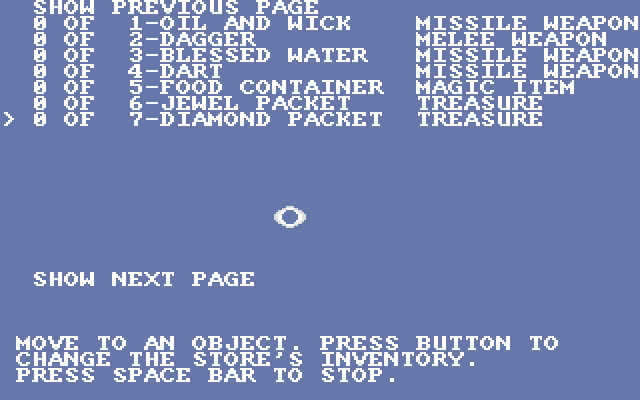 SHOW PREVIOUS PAGE
0 OF 1-OIL AND WICK MISSILE WEAPON
0 OF 2-DAGGER MELEE WEAPON
0 OF 3-BLESSED WATER MISSILE WEAPON
0 OF 4-DART MISSILE WEAPON
0 OF 5-FOOD CONTAINER MAGIC ITEM
0 OF 6-JEWEL PACKET TREASURE
> 0 OF 7-DIAMOND PACKET TREASURE
SHOW NEXT PAGE
MOVE TO AN OBJECT. PRESS BUTTON TO
CHANGE THE STORE'S INVENTORY.
PRESS SPACE BAR TO STOP.